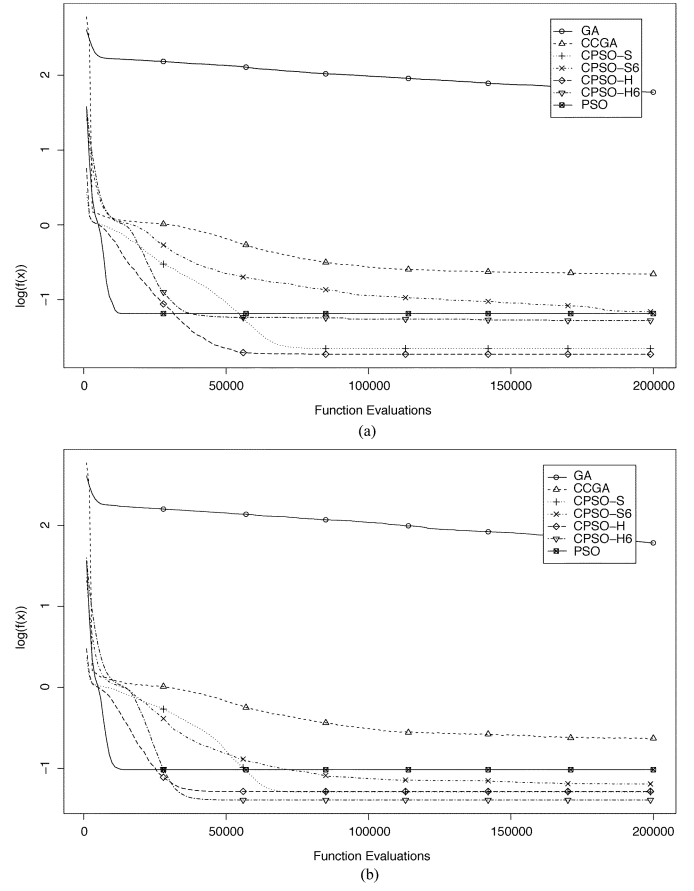 GA
CCGA
CPSO−S
CPSO−S6
CPSO−H
CPSO−H6
PSO
2
1
0
−1
log(f(x))
0
50000
100000
150000
200000
Function Evaluations
(a)
GA
CCGA
CPSO−S
CPSO−S6
CPSO−H
CPSO−H6
PSO
2
1
0
−1
log(f(x))
0
50000
100000
150000
200000
Function Evaluations
(b)